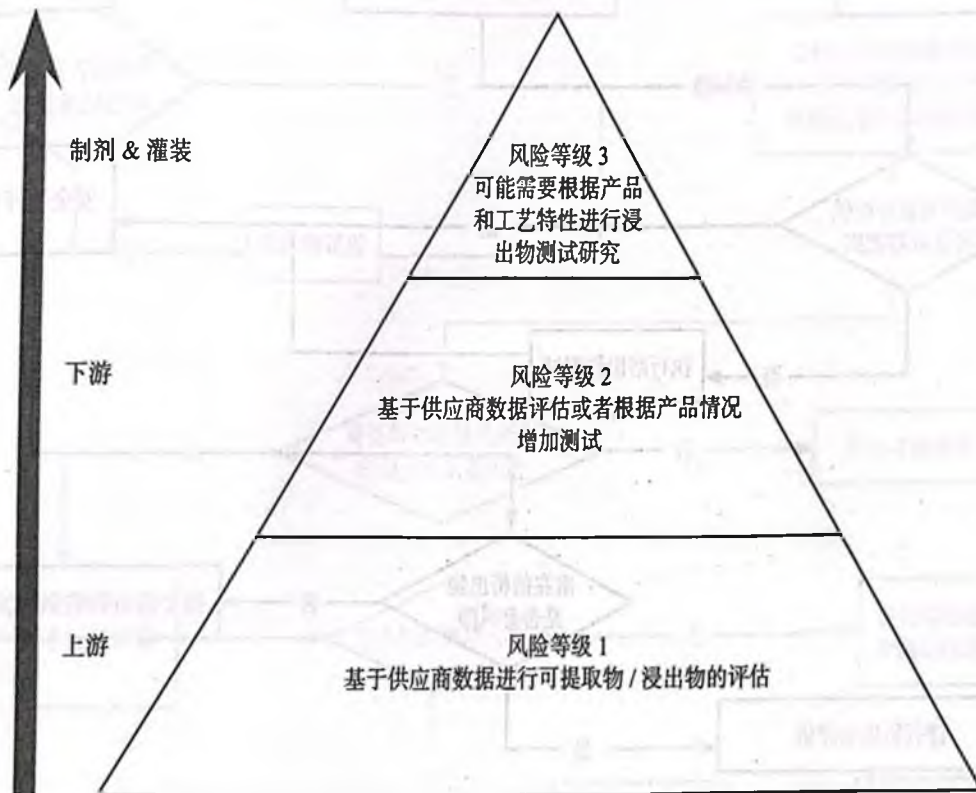 制剂 & 灌装
风险等级 3
可能需要根据产品
和工艺特性进行浸
出物测试研究
下游
风险等级 2
基于供应商数据评估或者根据产品情况
增加测试
上游
风险等级 1
基于供应商数据进行可提取物 / 浸出物的评估